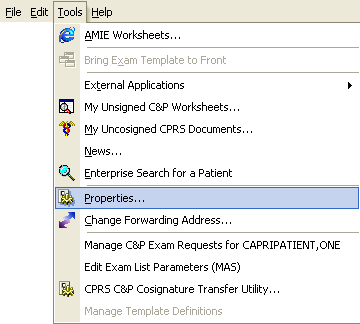 File Edit Tools Help
AMIE Worksheets...
Bring Exam Template to Front
External Applications
My Unsigned C&P Worksheets...
My Uncosigned CPRS Documents...
News...
Enterprise Search for a Patient
Properties...
Change Forwarding Address...
Manage C&P Exam Requests for CAPRIPATIENT,ONE
Edit Exam List Parameters (MAS)
CPRS C&P Cosignature Transfer Utility...
Manage Template Definitions